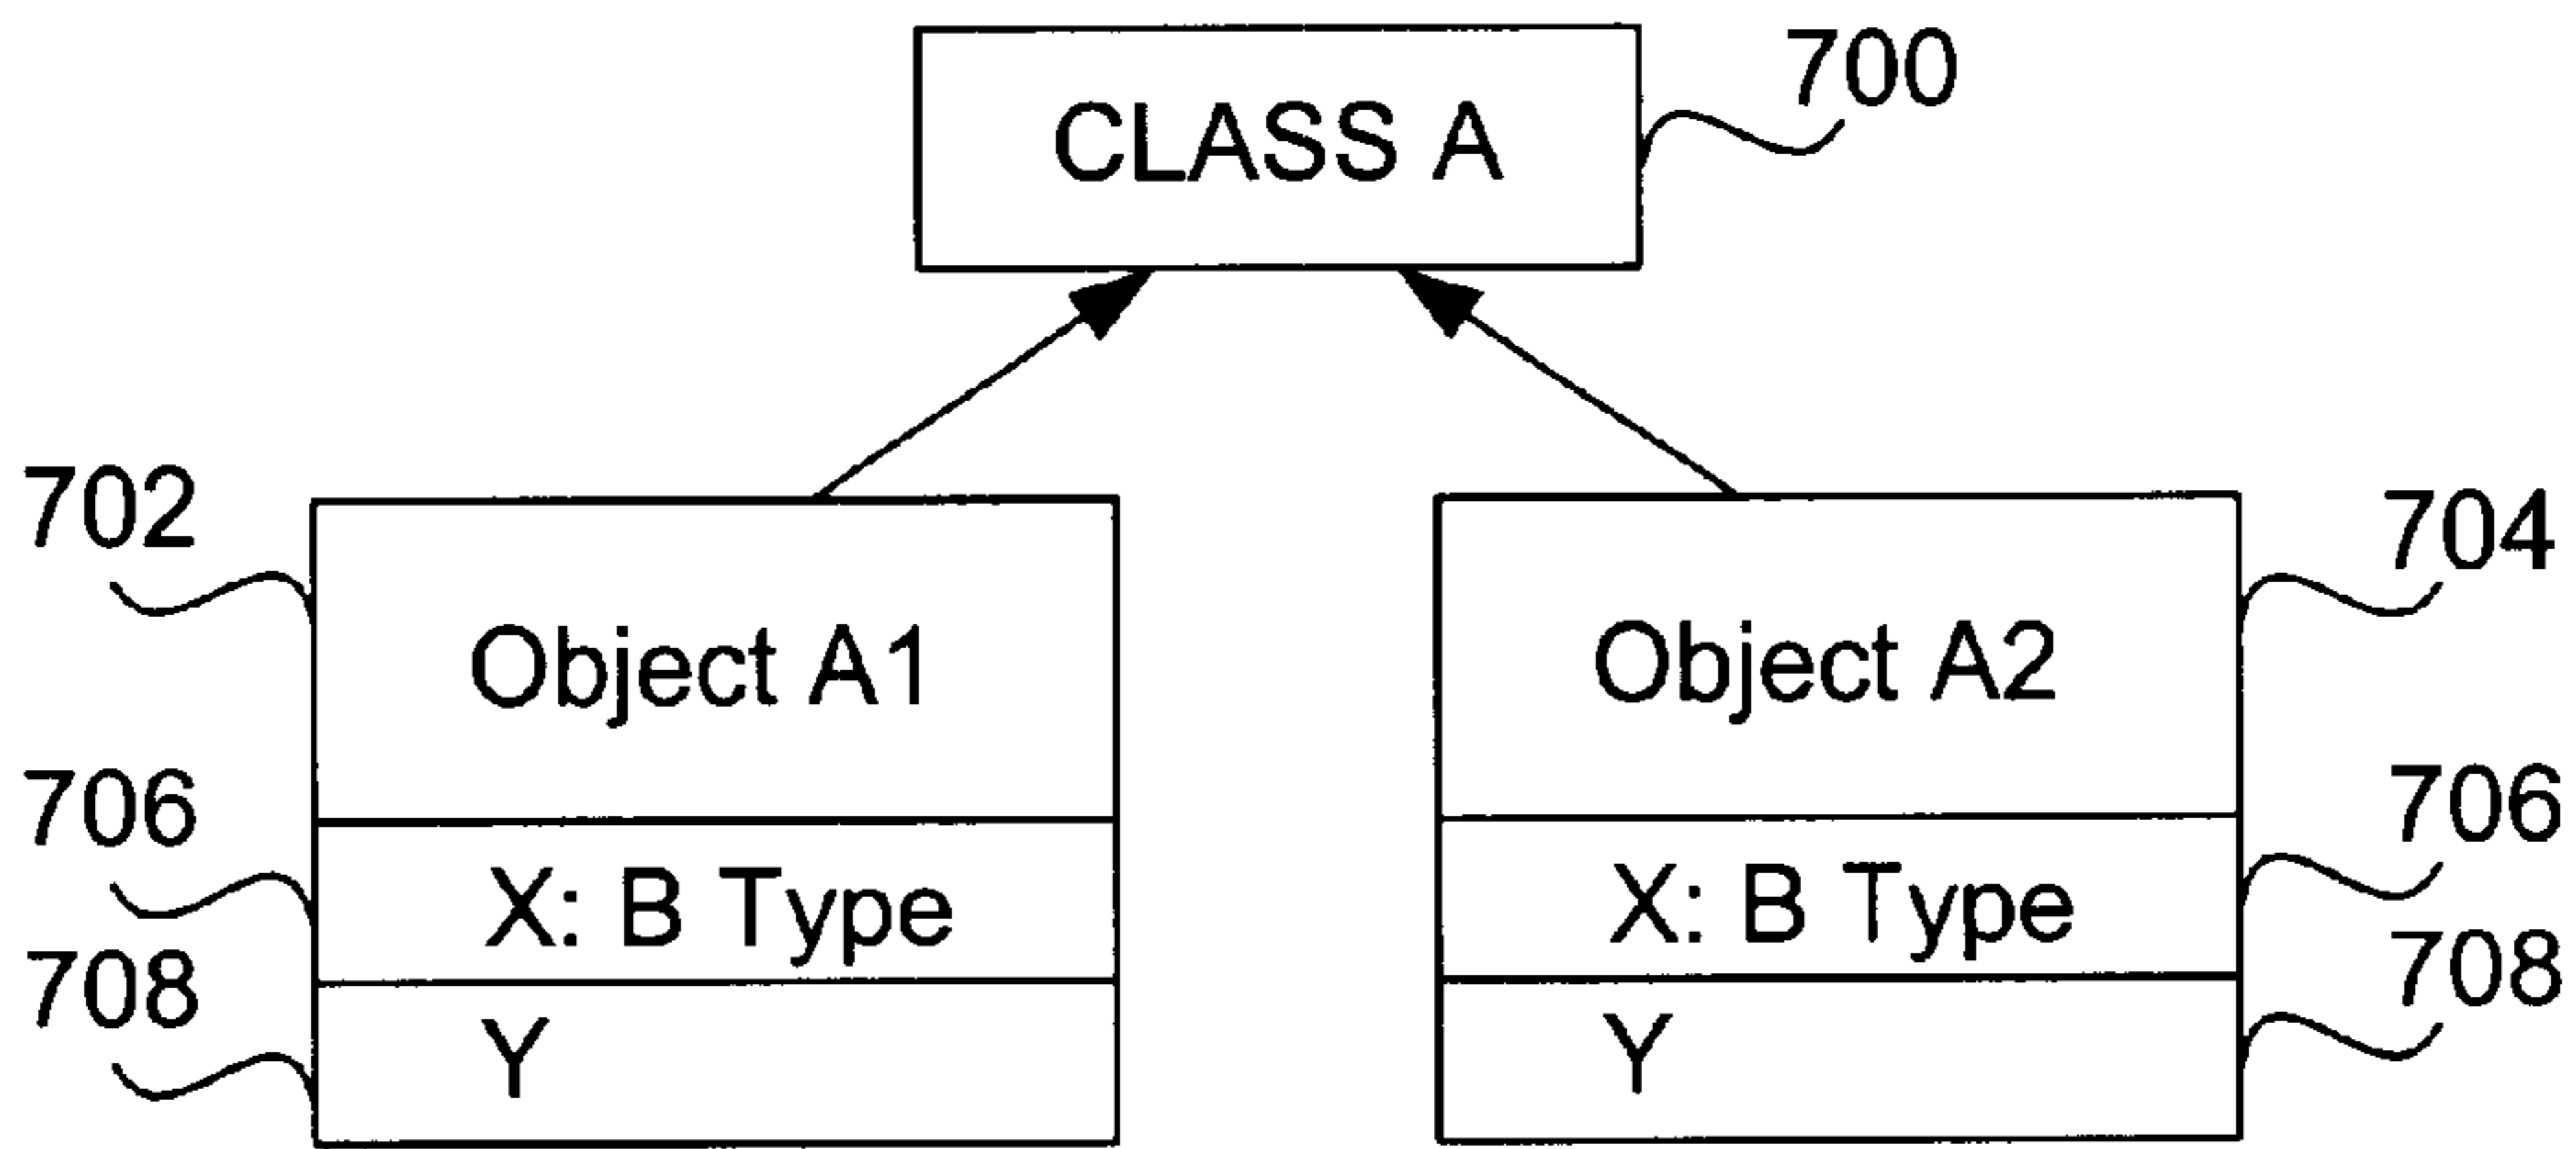 CLASS A
700
702
704
Object A1
Object A2
706
706
X: B Type
X: B Type
708
708
Y
Y